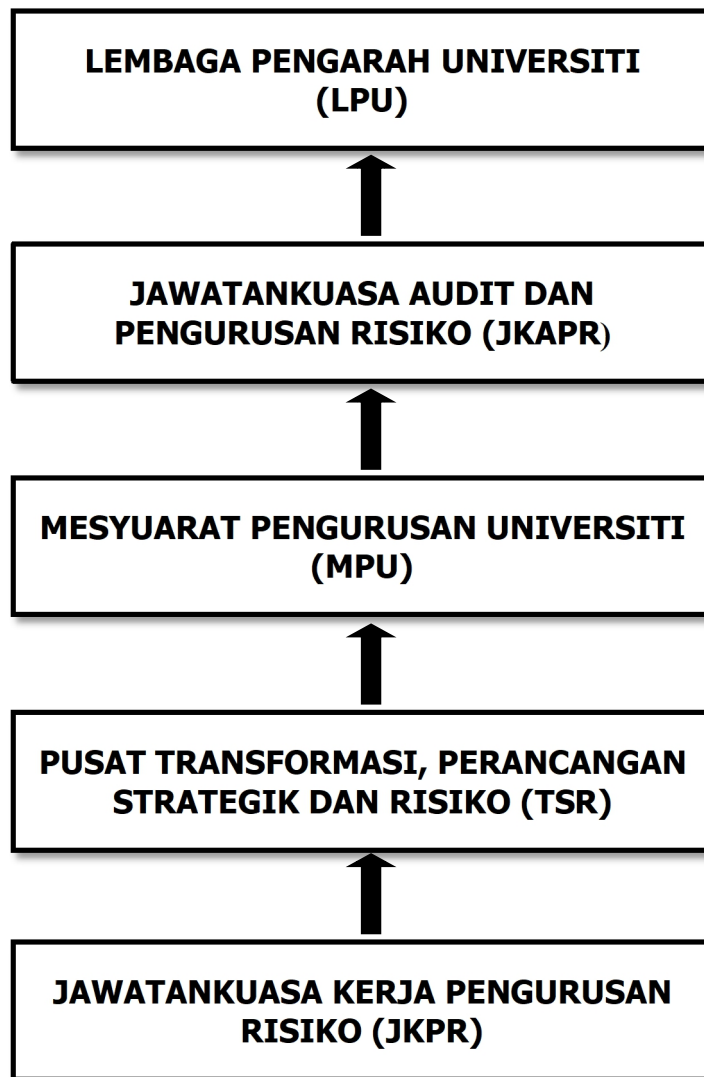 LEMBAGA PENGARAH UNIVERSITI
(LPU)
JAWATANKUASA AUDIT DAN
PENGURUSAN RISIKO (JKAPR)
MESYUARAT PENGURUSAN UNIVERSITI
(MPU)
PUSAT TRANSFORMASI, PERANCANGAN
STRATEGIK DAN RISIKO (TSR)
JAWATANKUASA KERJA PENGURUSAN
RISIKO (JKPR)